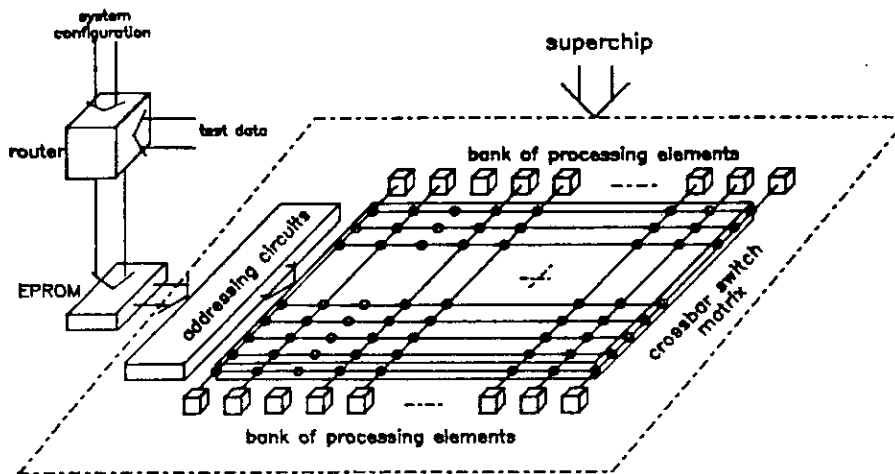 system
configuration
superchip
router
test data
bank of processing elements
addressing circuits
EPROM
crossbar switch
matrix
bank of processing elements